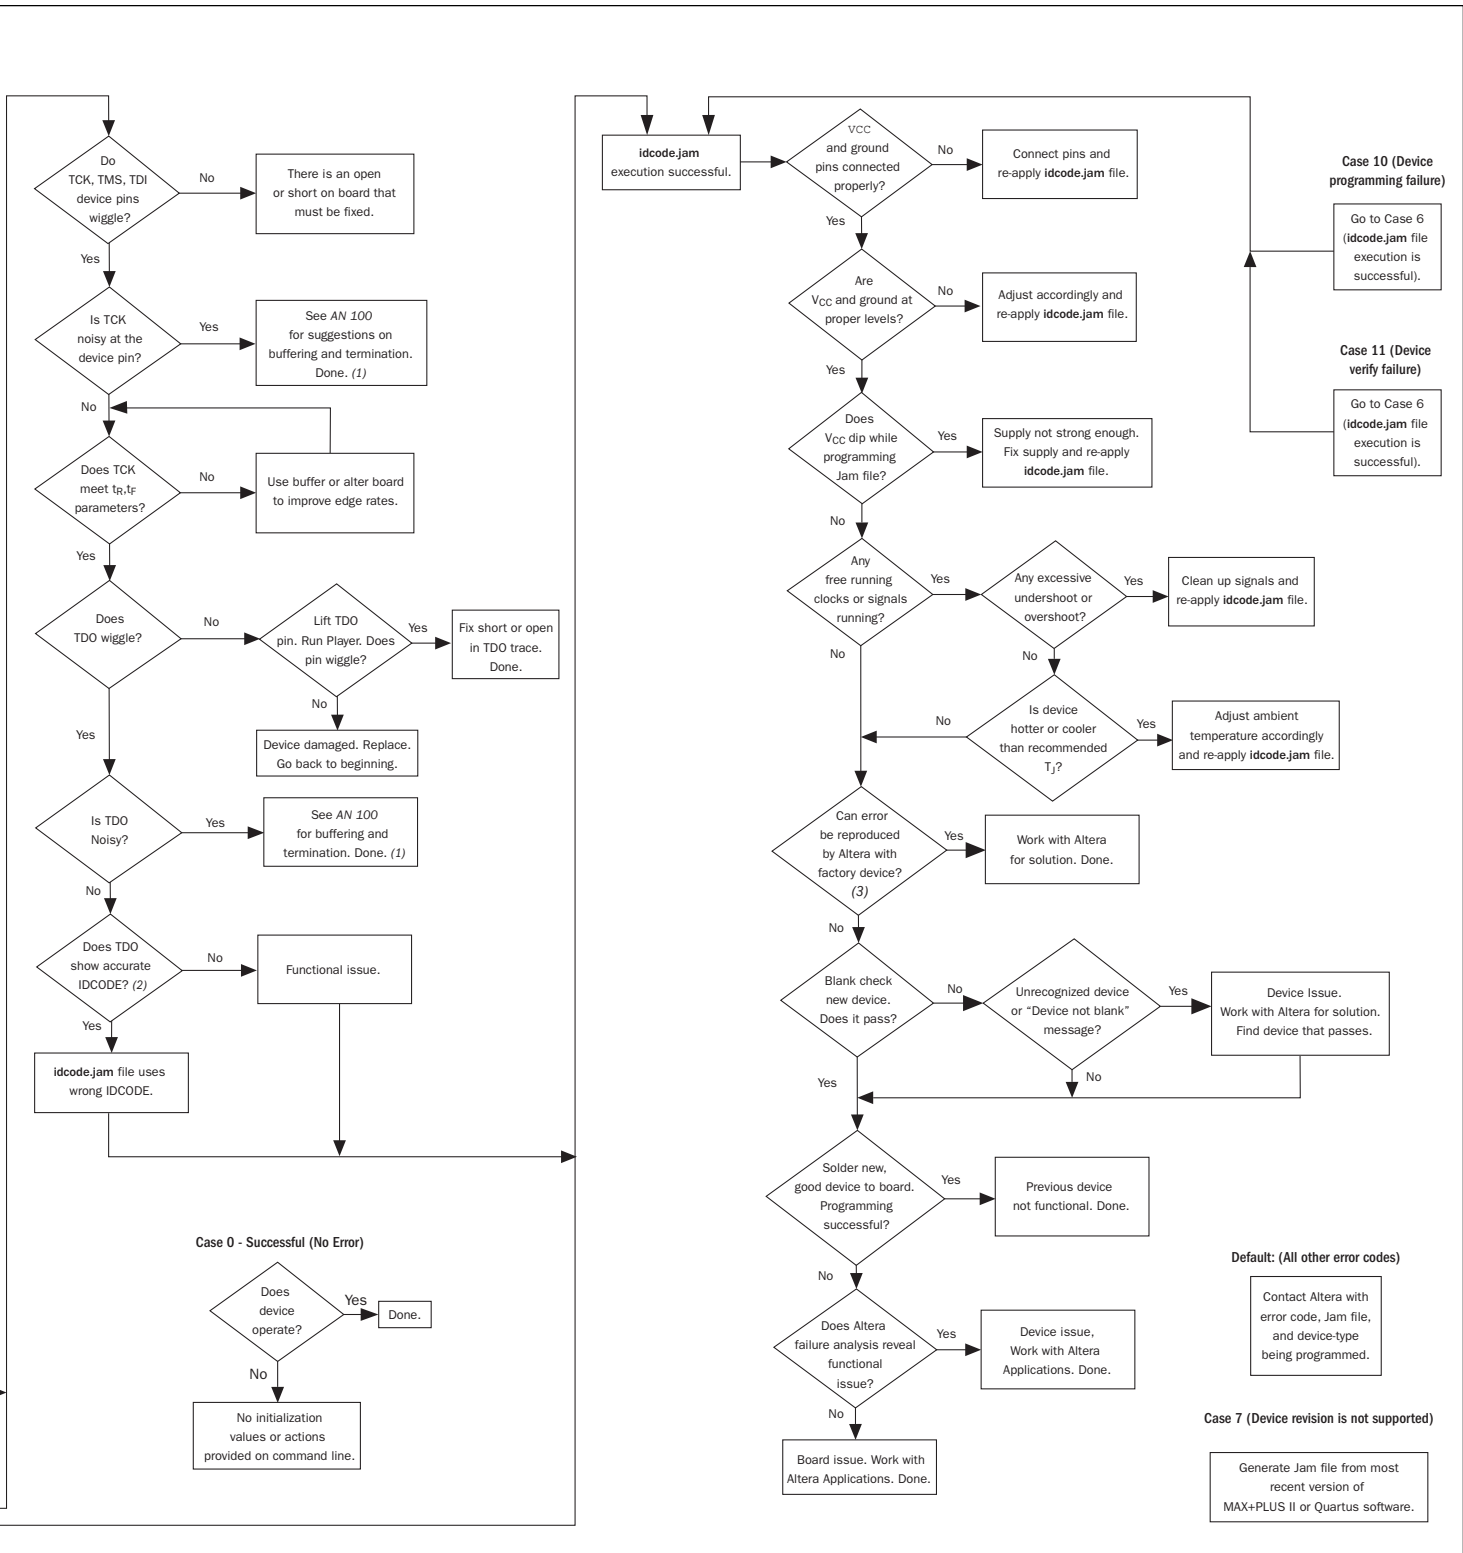 Do
TCK, TMS, TDI
device pins
wiggle?
No
There is an open
or short on board that
must be fixed.
Yes
Is TCK
noisy at the
device pin?
Yes
See AN 100
for suggestions on
buffering and termination.
Done. (1)
No
Does TCK
meet tR,tF
parameters?
No
Use buffer or alter board
to improve edge rates.
Yes
Does
TDO wiggle?
No
Lift TDO
pin. Run Player. Does
pin wiggle?
Yes
Fix short or open
in TDO trace.
Done.
No
Device damaged. Replace.
Go back to beginning.
Yes
Is TDO
Noisy?
Yes
See AN 100
for buffering and
termination. Done. (1)
No
Does TDO
show accurate
IDCODE? (2)
No
Functional issue.
Yes
idcode.jam file uses
wrong IDCODE.
Case 0 - Successful (No Error)
Does
device
operate?
Yes
Done.
No
No initialization
values or actions
provided on command line.
idcode.jam
execution successful.
VCC
and ground
pins connected
properly?
No
Connect pins and
re-apply idcode.jam file.
Yes
Are
VCC and ground at
proper levels?
No
Adjust accordingly and
re-apply idcode.jam file.
Yes
Does
VCC dip while
programming
Jam file?
Yes
Supply not strong enough.
Fix supply and re-apply
idcode.jam file.
No
Any
free running
clocks or signals
running?
Yes
Any excessive
undershoot or
overshoot?
Yes
Clean up signals and
re-apply idcode.jam file.
No
No
Is device
hotter or cooler
than recommended
TJ?
No
Yes
Adjust ambient
temperature accordingly
and re-apply idcode.jam file.
Can error
be reproduced
by Altera with
factory device?
(3)
Yes
Work with Altera
for solution. Done.
No
Blank check
new device.
Does it pass?
No
Unrecognized device
or “Device not blank”
message?
Yes
Device Issue.
Work with Altera for solution.
Find device that passes.
No
Yes
Solder new,
good device to board.
Programming
successful?
Yes
Previous device
not functional. Done.
No
Does Altera
failure analysis reveal
functional
issue?
Yes
Device issue,
Work with Altera
Applications. Done.
No
Board issue. Work with
Altera Applications. Done.
Case 10 (Device
programming failure)
Go to Case 6
(idcode.jam file
execution is
successful).
Case 11 (Device
verify failure)
Go to Case 6
(idcode.jam file
execution is
successful).
Default: (All other error codes)
Contact Altera with
error code, Jam file,
and device-type
being programmed.
Case 7 (Device revision is not supported)
Generate Jam file from most
recent version of
MAX+PLUS II or Quartus software.